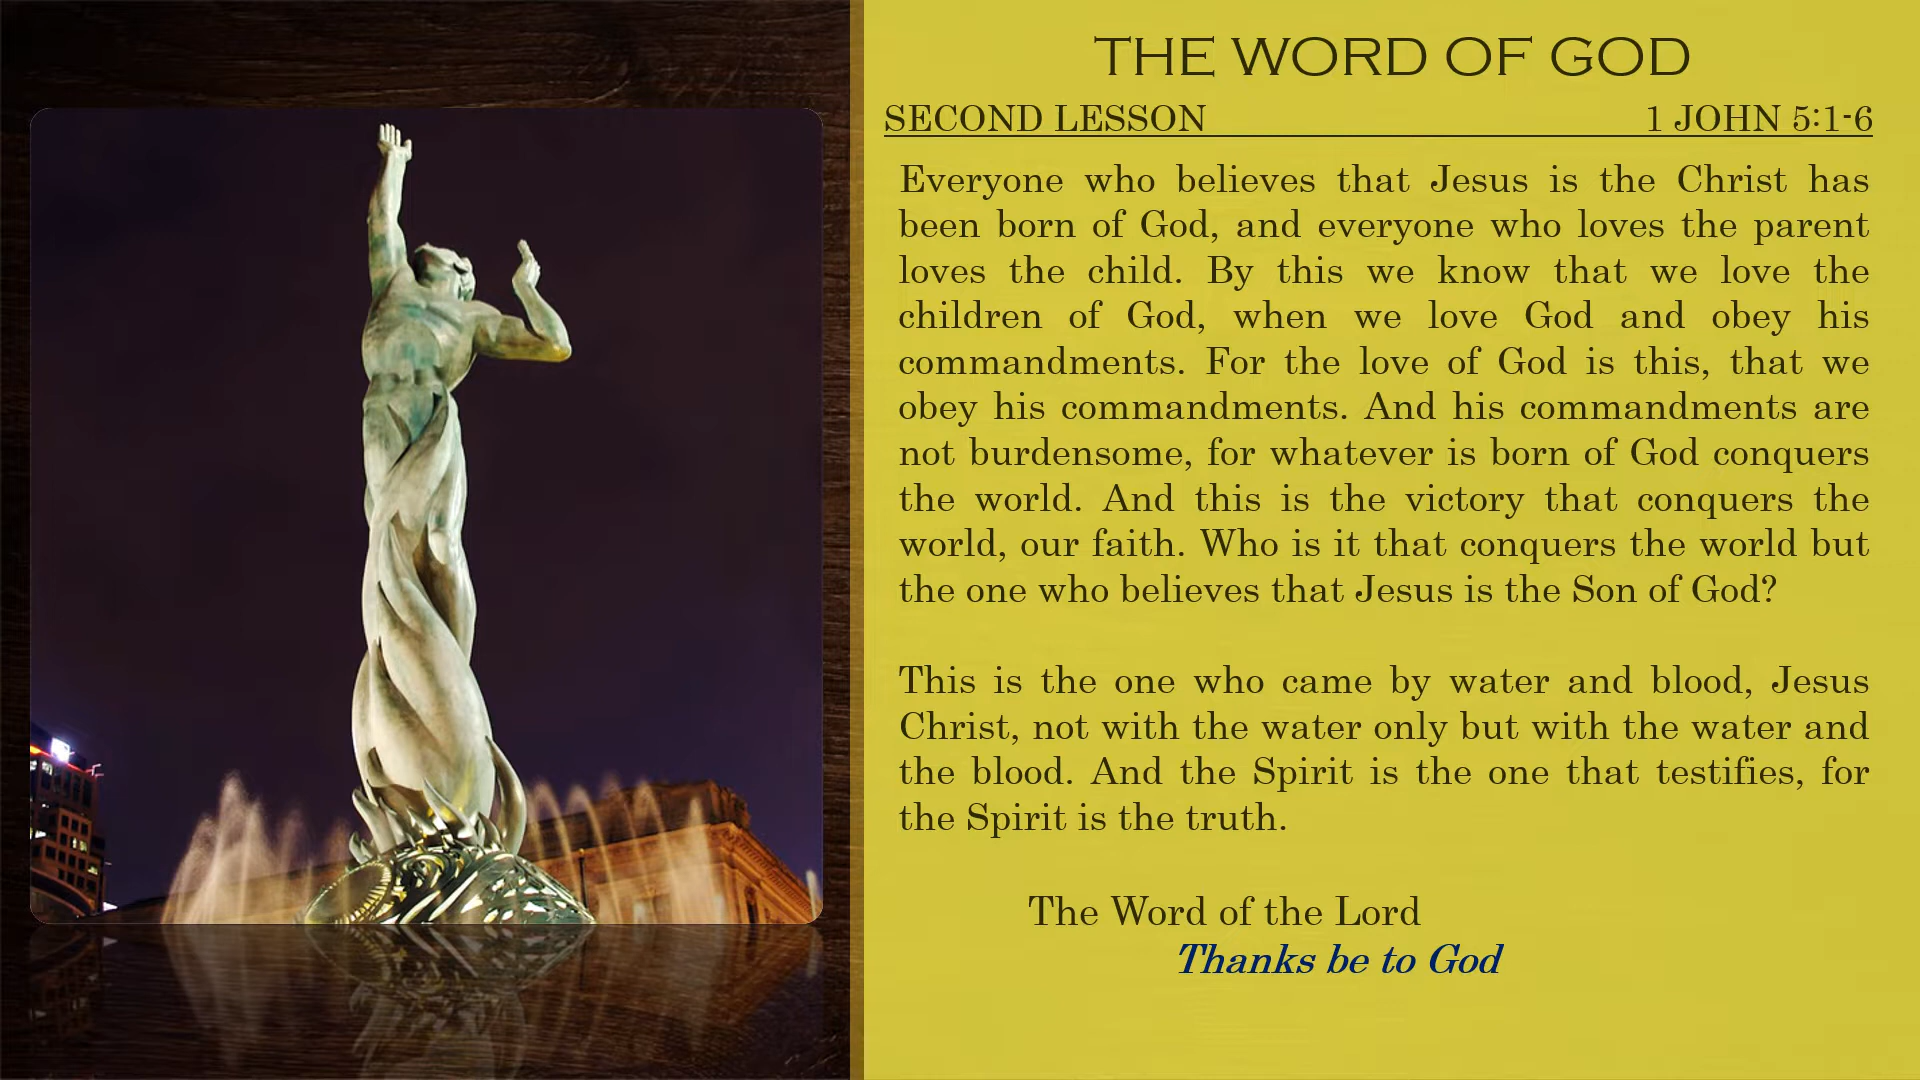 THE WORD OF GOD
SECOND LESSON 1 JOHN 5:1-6
Everyone who believes that Jesus is the Christ has
been born of God, and everyone who loves the parent
loves the child. By this we know that we love the
children of God, when we love God and obey his
commandments. For the love of God is this, that we
obey his commandments. And his commandments are
not burdensome, for whatever is born of God conquers
the world. And this is the victory that conquers the
world, our faith. Who is it that conquers the world but
the one who believes that Jesus is the Son of God?
This is the one who came by water and blood, Jesus
Christ, not with the water only but with the water and
the blood. And the Spirit is the one that testifies, for
the Spirit is the truth.
The Word of the Lord
Thanks be to God